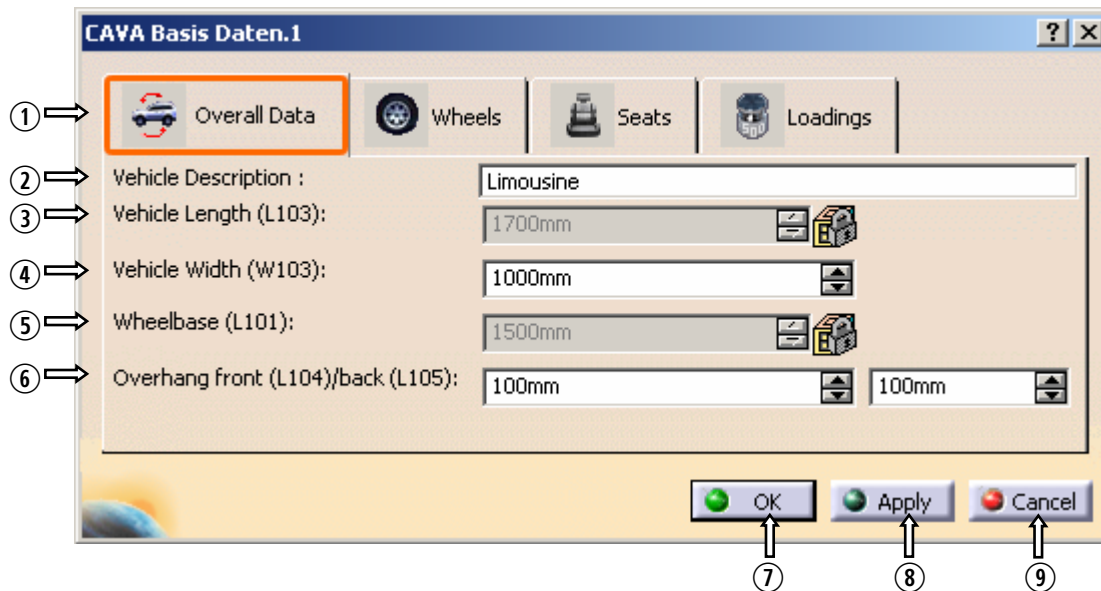 CAVA Basis Daten.1
① Overall Data Wheels Seats Loadings
② Vehicle Description : Limousine
③ Vehicle Length (L103): 1700mm
④ Vehicle Width (W103): 1000mm
⑤ Wheelbase (L101): 1500mm
⑥ Overhang front (L104)/back (L105): 100mm 100mm
OK Apply Cancel
⑦ ⑧ ⑨